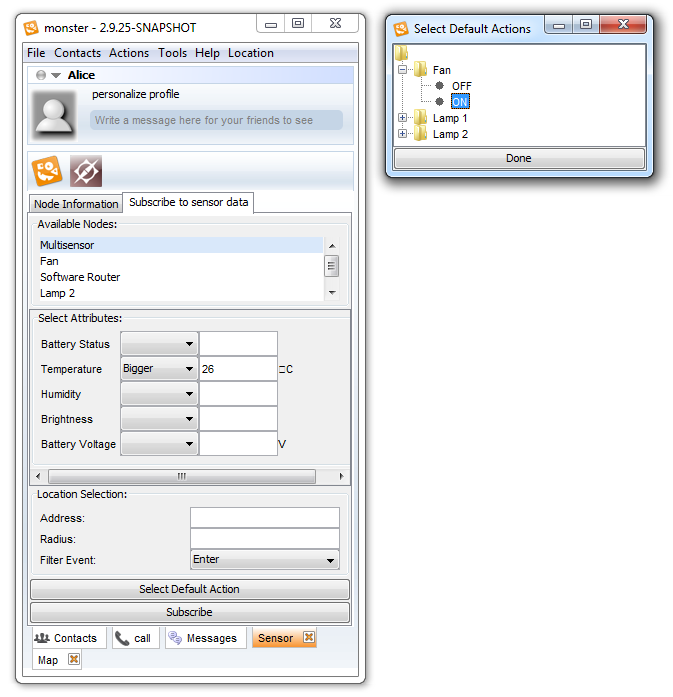 monster - 2.9.25-SNAPSHOT
File Contacts Actions Tools Help Location
Alice
personalize profile
Write a message here for your friends to see
Node Information Subscribe to sensor data
Available Nodes:
Multisensor
Fan
Software Router
Lamp 2
Select Attributes:
Battery Status
Temperature Bigger 26 □C
Humidity
Brightness
Battery Voltage V
Location Selection:
Address:
Radius:
Filter Event: Enter
Select Default Action
Subscribe
Contacts call Messages Sensor
Map
Select Default Actions
Fan
OFF
ON
Lamp 1
Lamp 2
Done